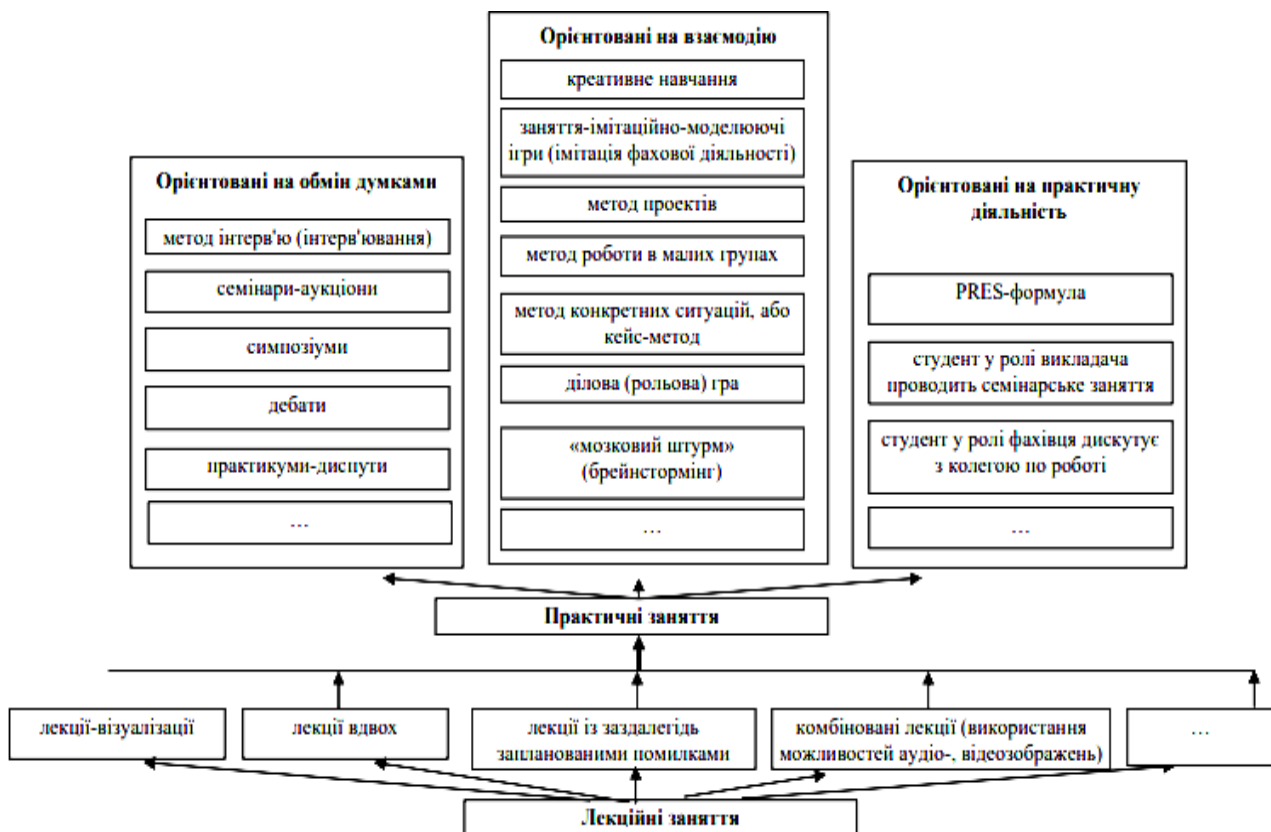 Орієнтовані на обмін думками
метод інтерв'ю (інтерв'ювання)
семінари-аукціони
симпозіуми
дебати
практикуми-диспути
…
Орієнтовані на взаємодію
креативне навчання
заняття-імітаційно-моделюючі
ігри (імітація фахової діяльності)
метод проектів
метод роботи в малих групах
метод конкретних ситуацій, або
кейс-метод
ділова (рольова) гра
«мозковий штурм»
(брейнстормінг)
…
Орієнтовані на практичну
діяльність
PRES-формула
студент у ролі викладача
проводить семінарське заняття
студент у ролі фахівця дискутує
з колегою по роботі
…
Практичні заняття
лекції-візуалізації
лекції вдвох
лекції із заздалегідь
запланованими помилками
комбіновані лекції (використання
можливостей аудіо-, відеозображень)
…
Лекційні заняття